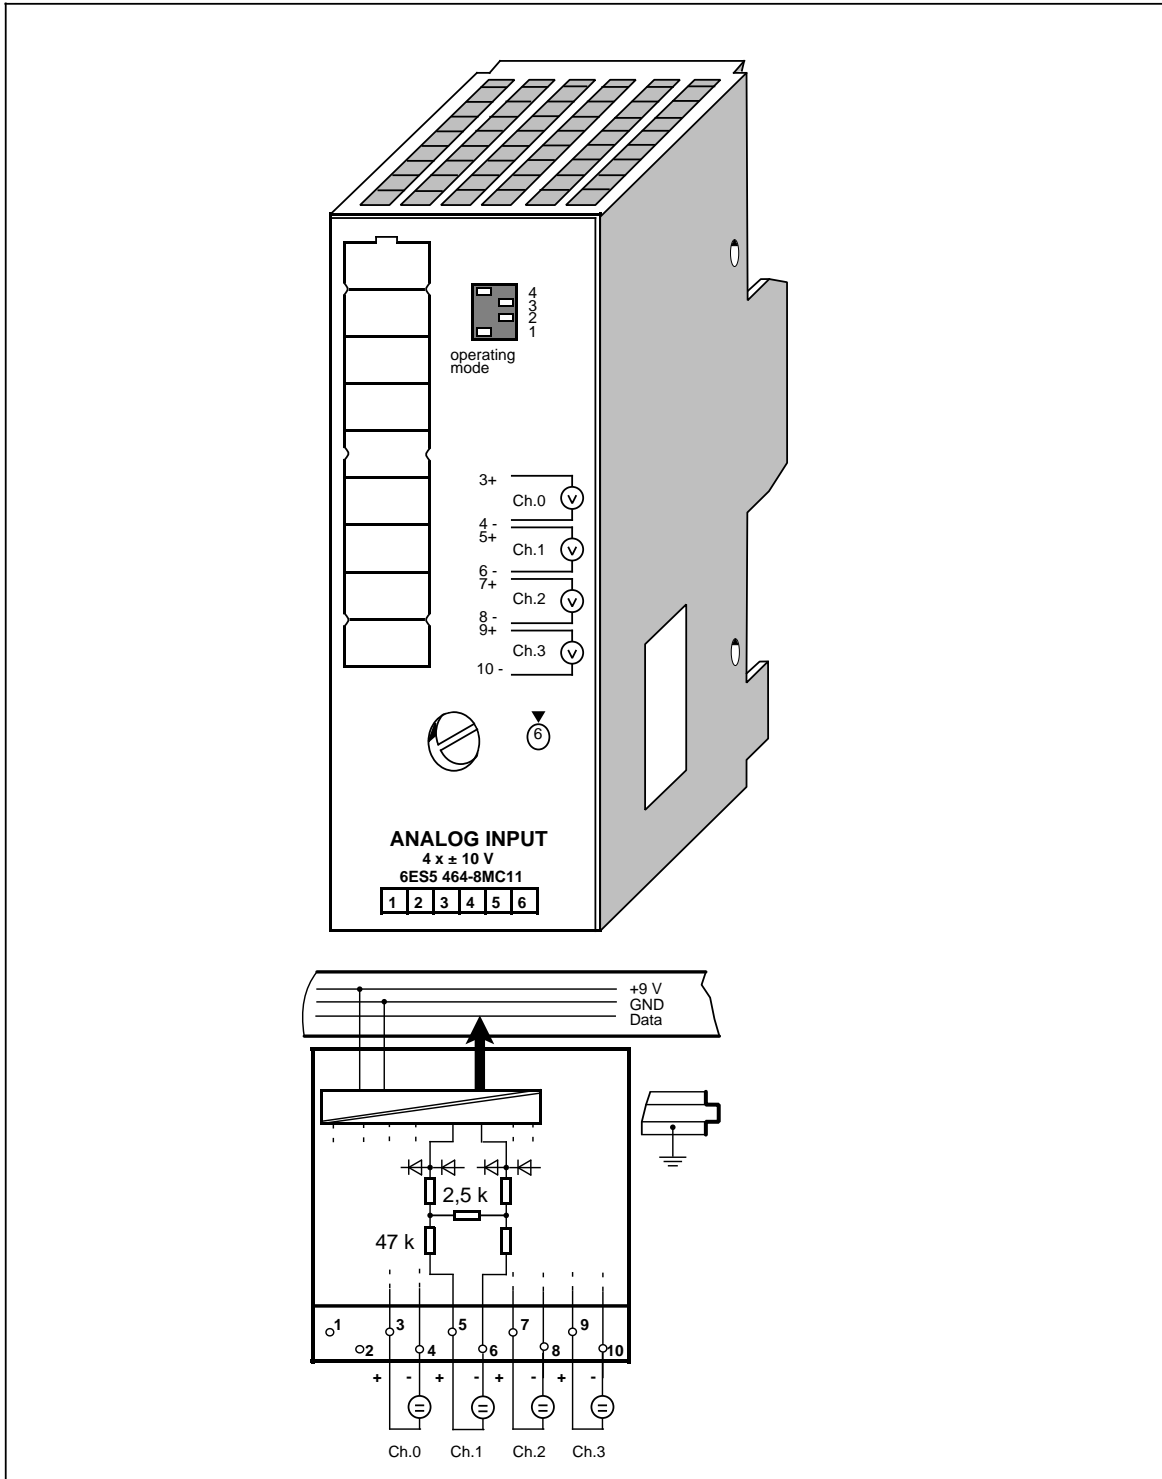 4
3
2
1
operating
mode
3+
Ch.0
4 -
5+
Ch.1
6 -
7+
Ch.2
8 -
9+
Ch.3
10 -
V
V
V
V
6
ANALOG INPUT
4 x ± 10 V
6ES5 464-8MC11
1 2 3 4 5 6
+9 V
GND
Data
2,5 k
47 k
1 3 5 7 9
2 4 6 8 10
+ - + - + - + -
Ch.0 Ch.1 Ch.2 Ch.3